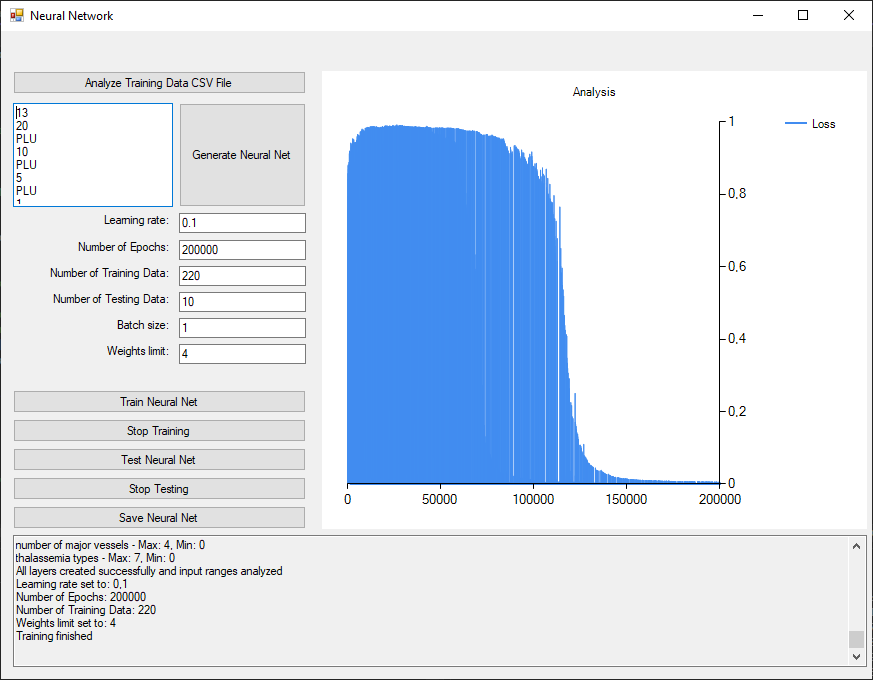 Neural Network
Analyze Training Data CSV File
13
20
PLU
10
PLU
5
PLU
Generate Neural Net
Learning rate:
0.1
Number of Epochs:
200000
Number of Training Data:
220
Number of Testing Data:
10
Batch size:
1
Weights limit:
4
Train Neural Net
Stop Training
Test Neural Net
Stop Testing
Save Neural Net
Analysis
Loss
1
0,8
0,6
0,4
0,2
0
0 50000 100000 150000 200000
number of major vessels - Max: 4, Min: 0
thalassemia types - Max: 7, Min: 0
All layers created successfully and input ranges analyzed
Learning rate set to: 0,1
Number of Epochs: 200000
Number of Training Data: 220
Weights limit set to: 4
Training finished